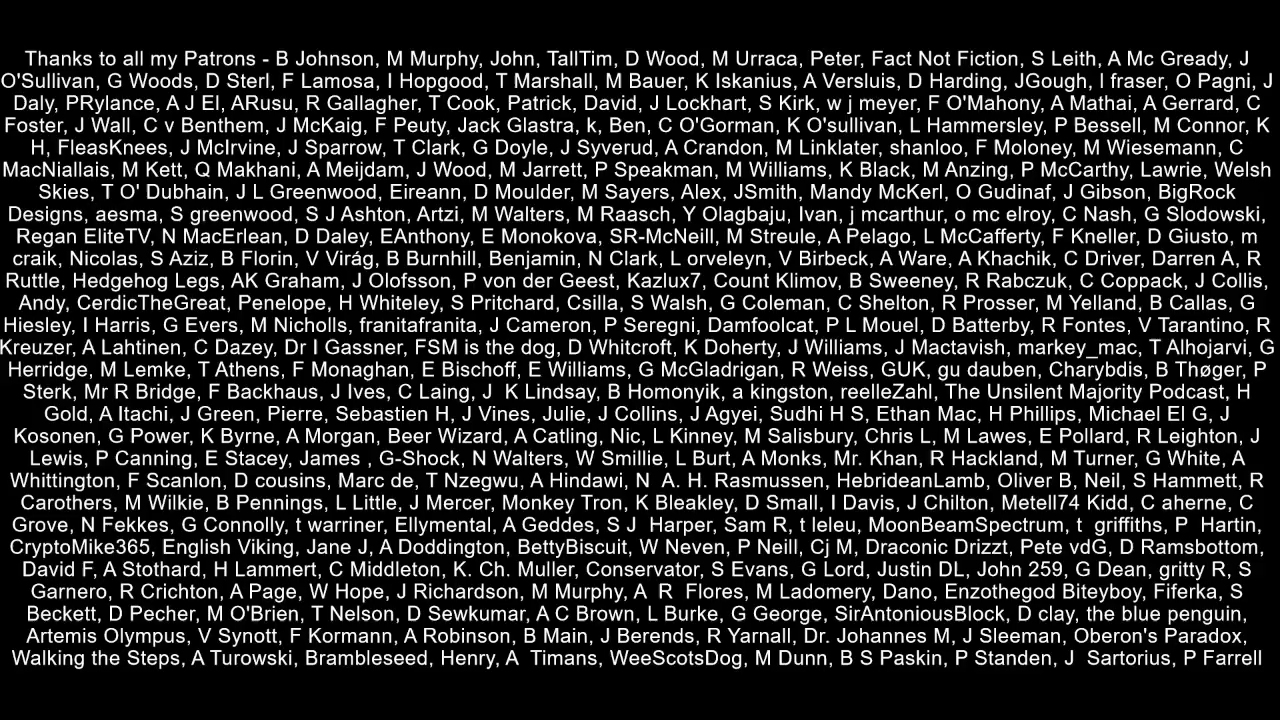 Thanks to all my Patrons - B Johnson, M Murphy, John, TallTim, D Wood, M Urraca, Peter, Fact Not Fiction, S Leith, A Mc Gready, J
O'Sullivan, G Woods, D Sterl, F Lamosa, I Hopgood, T Marshall, M Bauer, K Iskanius, A Versluis, D Harding, JGough, I fraser, O Pagni, J
Daly, PRylance, A J El, ARusu, R Gallagher, T Cook, Patrick, David, J Lockhart, S Kirk, w j meyer, F O'Mahony, A Mathai, A Gerrard, C
Foster, J Wall, C v Benthem, J McKaig, F Peuty, Jack Glastra, k, Ben, C O'Gorman, K O'sullivan, L Hammersley, P Bessell, M Connor, K
H, FleasKnees, J McIrvine, J Sparrow, T Clark, G Doyle, J Syverud, A Crandon, M Linklater, shanloo, F Moloney, M Wiesemann, C
MacNiallais, M Kett, Q Makhani, A Meijdam, J Wood, M Jarrett, P Speakman, M Williams, K Black, M Anzing, P McCarthy, Lawrie, Welsh
Skies, T O' Dubhain, J L Greenwood, Eireann, D Moulder, M Sayers, Alex, JSmith, Mandy McKerl, O Gudinaf, J Gibson, BigRock
Designs, aesma, S greenwood, S J Ashton, Artzi, M Walters, M Raasch, Y Olagbaju, Ivan, j mcarthur, o mc elroy, C Nash, G Slodowski,
Regan EliteTV, N MacErlean, D Daley, EAnthony, E Monokova, SR-McNeill, M Streule, A Pelago, L McCafferty, F Kneller, D Giusto, m
craik, Nicolas, S Aziz, B Florin, V Virág, B Burnhill, Benjamin, N Clark, L orveleyn, V Birbeck, A Ware, A Khachik, C Driver, Darren A, R
Ruttle, Hedgehog Legs, AK Graham, J Olofsson, P von der Geest, Kazlux7, Count Klimov, B Sweeney, R Rabczuk, C Coppack, J Collis,
Andy, CerdicTheGreat, Penelope, H Whiteley, S Pritchard, Csilla, S Walsh, G Coleman, C Shelton, R Prosser, M Yelland, B Callas, G
Hiesley, I Harris, G Evers, M Nicholls, franitafranita, J Cameron, P Seregni, Damfoolcat, P L Mouel, D Batterby, R Fontes, V Tarantino, R
Kreuzer, A Lahtinen, C Dazey, Dr I Gassner, FSM is the dog, D Whitcroft, K Doherty, J Williams, J Mactavish, markey_mac, T Alhojarvi, G
Herridge, M Lemke, T Athens, F Monaghan, E Bischoff, E Williams, G McGladrigan, R Weiss, GUK, gu dauben, Charybdis, B Thøger, P
Sterk, Mr R Bridge, F Backhaus, J Ives, C Laing, J  K Lindsay, B Homonyik, a kingston, reelleZahl, The Unsilent Majority Podcast, H
Gold, A Itachi, J Green, Pierre, Sebastien H, J Vines, Julie, J Collins, J Agyei, Sudhi H S, Ethan Mac, H Phillips, Michael El G, J
Kosonen, G Power, K Byrne, A Morgan, Beer Wizard, A Catling, Nic, L Kinney, M Salisbury, Chris L, M Lawes, E Pollard, R Leighton, J
Lewis, P Canning, E Stacey, James , G-Shock, N Walters, W Smillie, L Burt, A Monks, Mr. Khan, R Hackland, M Turner, G White, A
Whittington, F Scanlon, D cousins, Marc de, T Nzegwu, A Hindawi, N  A. H. Rasmussen, HebrideanLamb, Oliver B, Neil, S Hammett, R
Carothers, M Wilkie, B Pennings, L Little, J Mercer, Monkey Tron, K Bleakley, D Small, I Davis, J Chilton, Metell74 Kidd, C aherne, C
Grove, N Fekkes, G Connolly, t warriner, Ellymental, A Geddes, S J  Harper, Sam R, t leleu, MoonBeamSpectrum, t  griffiths, P  Hartin,
CryptoMike365, English Viking, Jane J, A Doddington, BettyBiscuit, W Neven, P Neill, Cj M, Draconic Drizzt, Pete vdG, D Ramsbottom,
David F, A Stothard, H Lammert, C Middleton, K. Ch. Muller, Conservator, S Evans, G Lord, Justin DL, John 259, G Dean, gritty R, S
Garnero, R Crichton, A Page, W Hope, J Richardson, M Murphy, A  R  Flores, M Ladomery, Dano, Enzothegod Biteyboy, Fiferka, S
Beckett, D Pecher, M O'Brien, T Nelson, D Sewkumar, A C Brown, L Burke, G George, SirAntoniousBlock, D clay, the blue penguin,
Artemis Olympus, V Synott, F Kormann, A Robinson, B Main, J Berends, R Yarnall, Dr. Johannes M, J Sleeman, Oberon's Paradox,
Walking the Steps, A Turowski, Brambleseed, Henry, A  Timans, WeeScotsDog, M Dunn, B S Paskin, P Standen, J  Sartorius, P Farrell